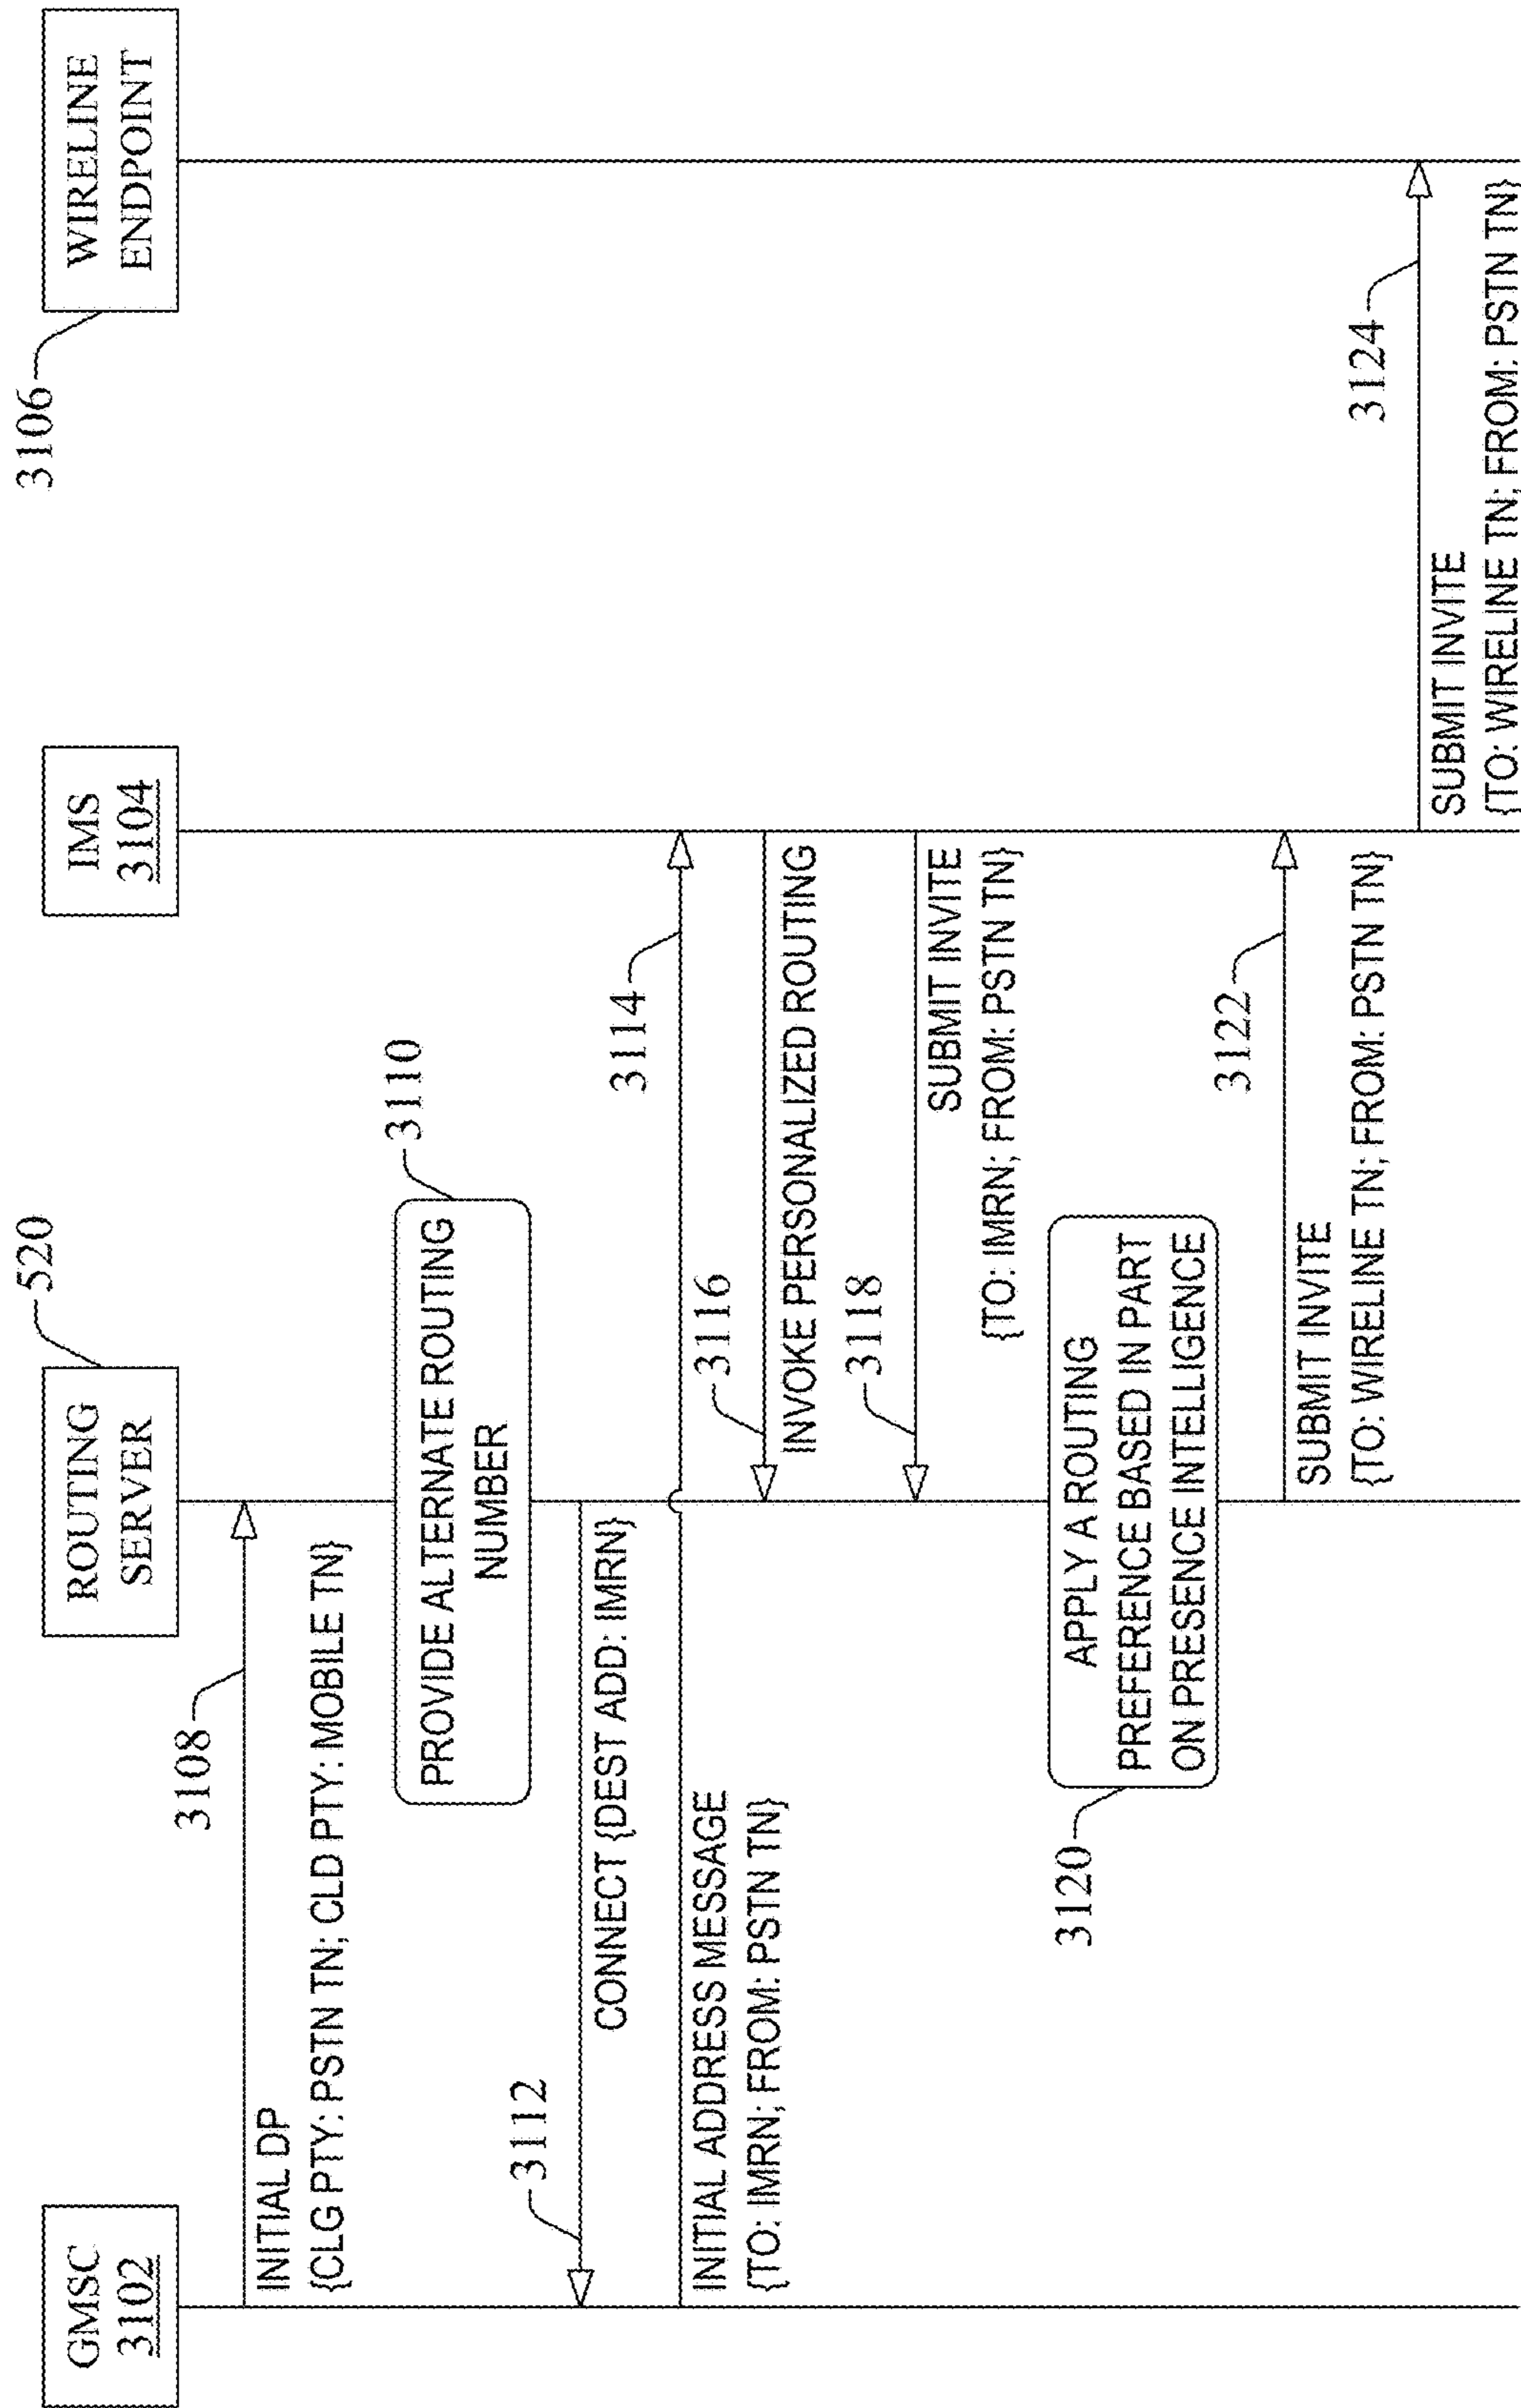 GMSC
3102
ROUTING
SERVER
520
IMS
3104
WIRELINE
ENDPOINT
3106
3108
INITIAL DP
{CLG PTY: PSTN TN; CLD PTY: MOBILE TN}
PROVIDE ALTERNATE ROUTING
NUMBER
3110
3112
CONNECT {DEST ADD: IMRN}
3114
INITIAL ADDRESS MESSAGE
{TO: IMRN; FROM: PSTN TN}
3116
INVOKE PERSONALIZED ROUTING
3118
SUBMIT INVITE
{TO: IMRN; FROM: PSTN TN}
APPLY A ROUTING
PREFERENCE BASED IN PART
ON PRESENCE INTELLIGENCE
3120
3122
SUBMIT INVITE
{TO: WIRELINE TN; FROM: PSTN TN}
3124
SUBMIT INVITE
{TO: WIRELINE TN; FROM: PSTN TN}